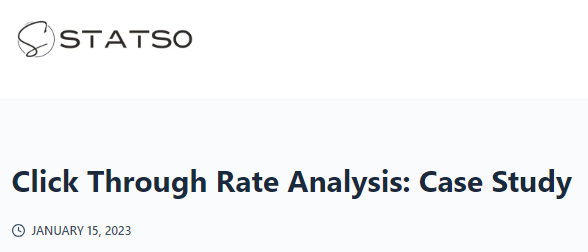 STATSO
Click Through Rate Analysis: Case Study
JANUARY 15, 2023